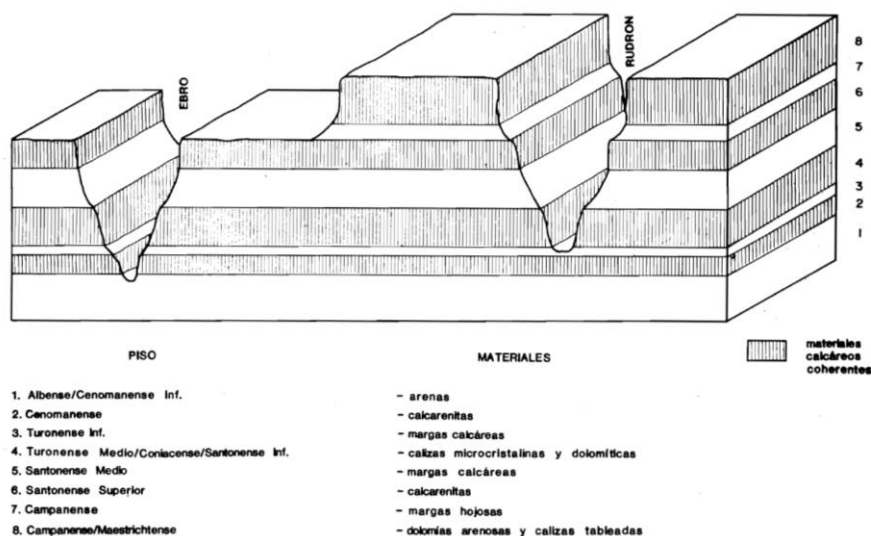 EBRO
RUDRON
8
7
6
5
4
3
2
1
PISO
MATERIALES
materiales
calcáreos
coherentes
1. Albense/Cenomanense Inf.
- arenas
2. Cenomanense
- calcarenitas
3. Turonense Inf.
- margas calcáreas
4. Turonense Medio/Coniacense/Santonense Inf.
- calizas microcristalinas y dolomíticas
5. Santonense Medio
- margas calcáreas
6. Santonense Superior
- calcarenitas
7. Campanense
- margas hojosas
8. Campanense/Maestrichtense
- dolomías arenosas y calizas tableadas